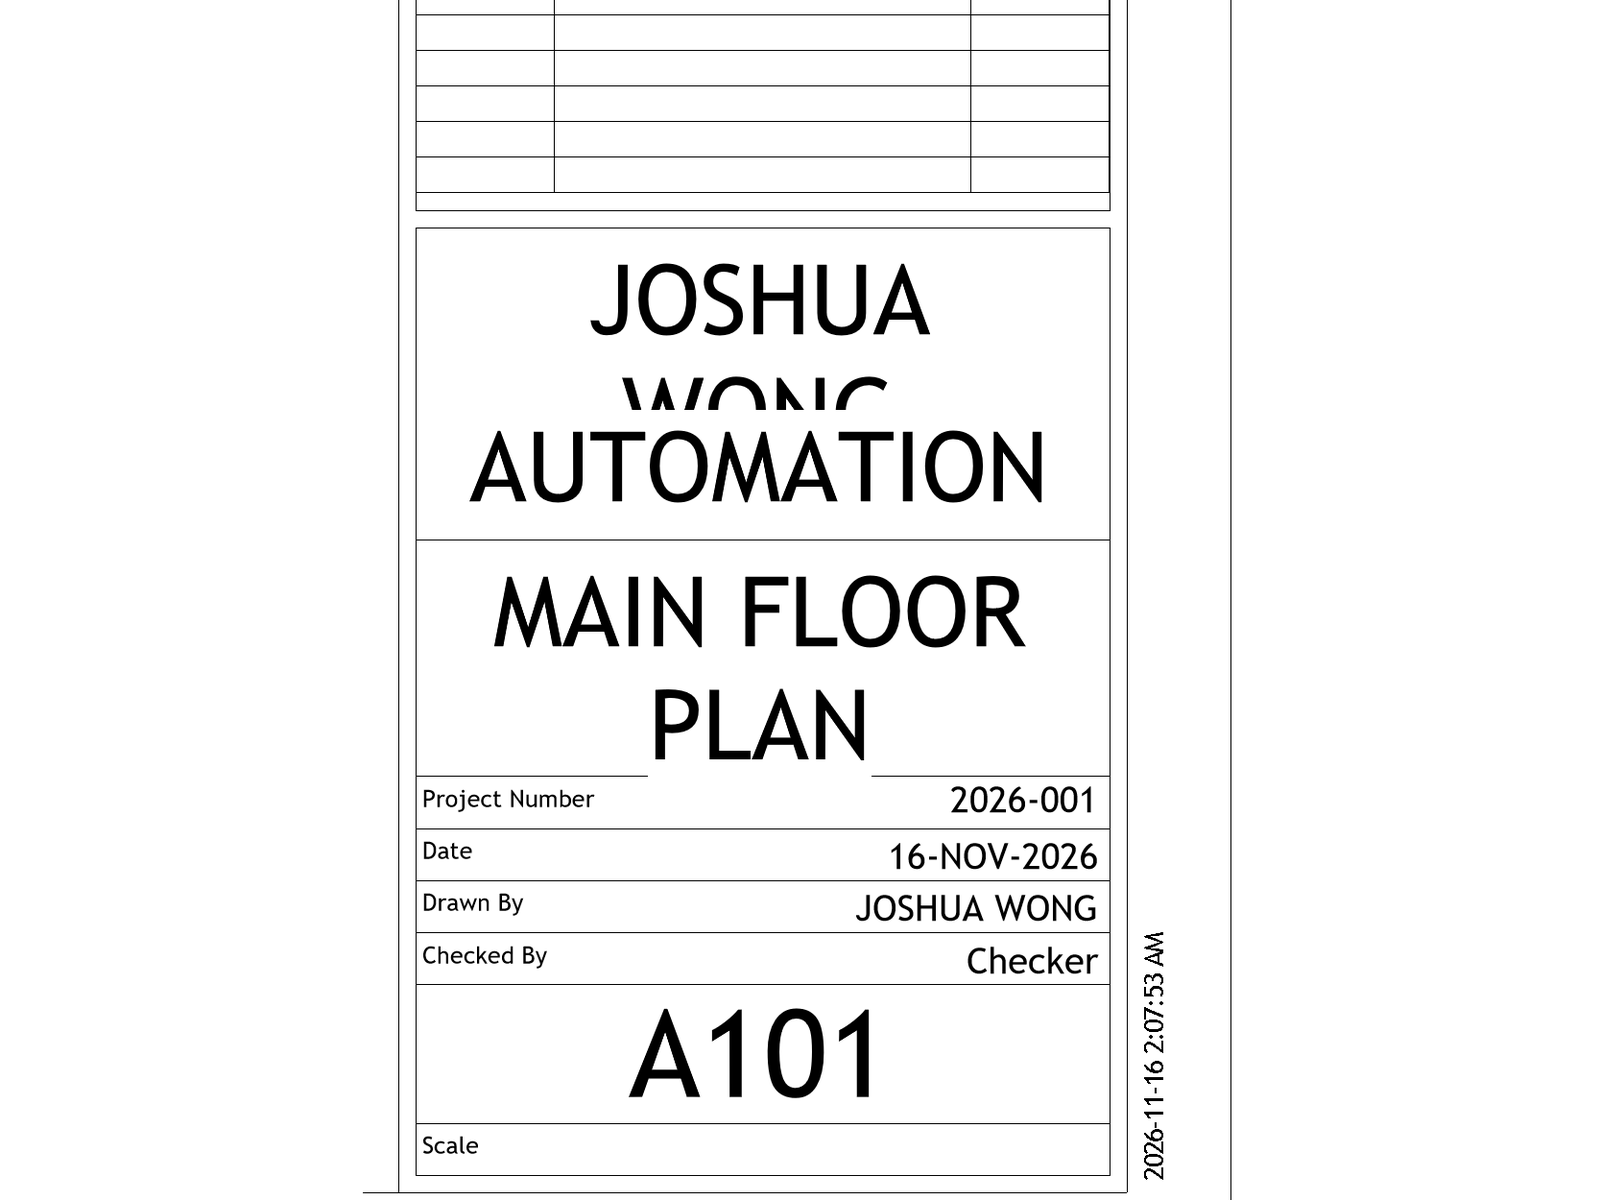 JOSHUA
WONG
AUTOMATION
MAIN FLOOR
PLAN
Project Number 2026-001
Date 16-NOV-2026
Drawn By JOSHUA WONG
Checked By Checker
A101
Scale
2026-11-16 2:07:53 AM